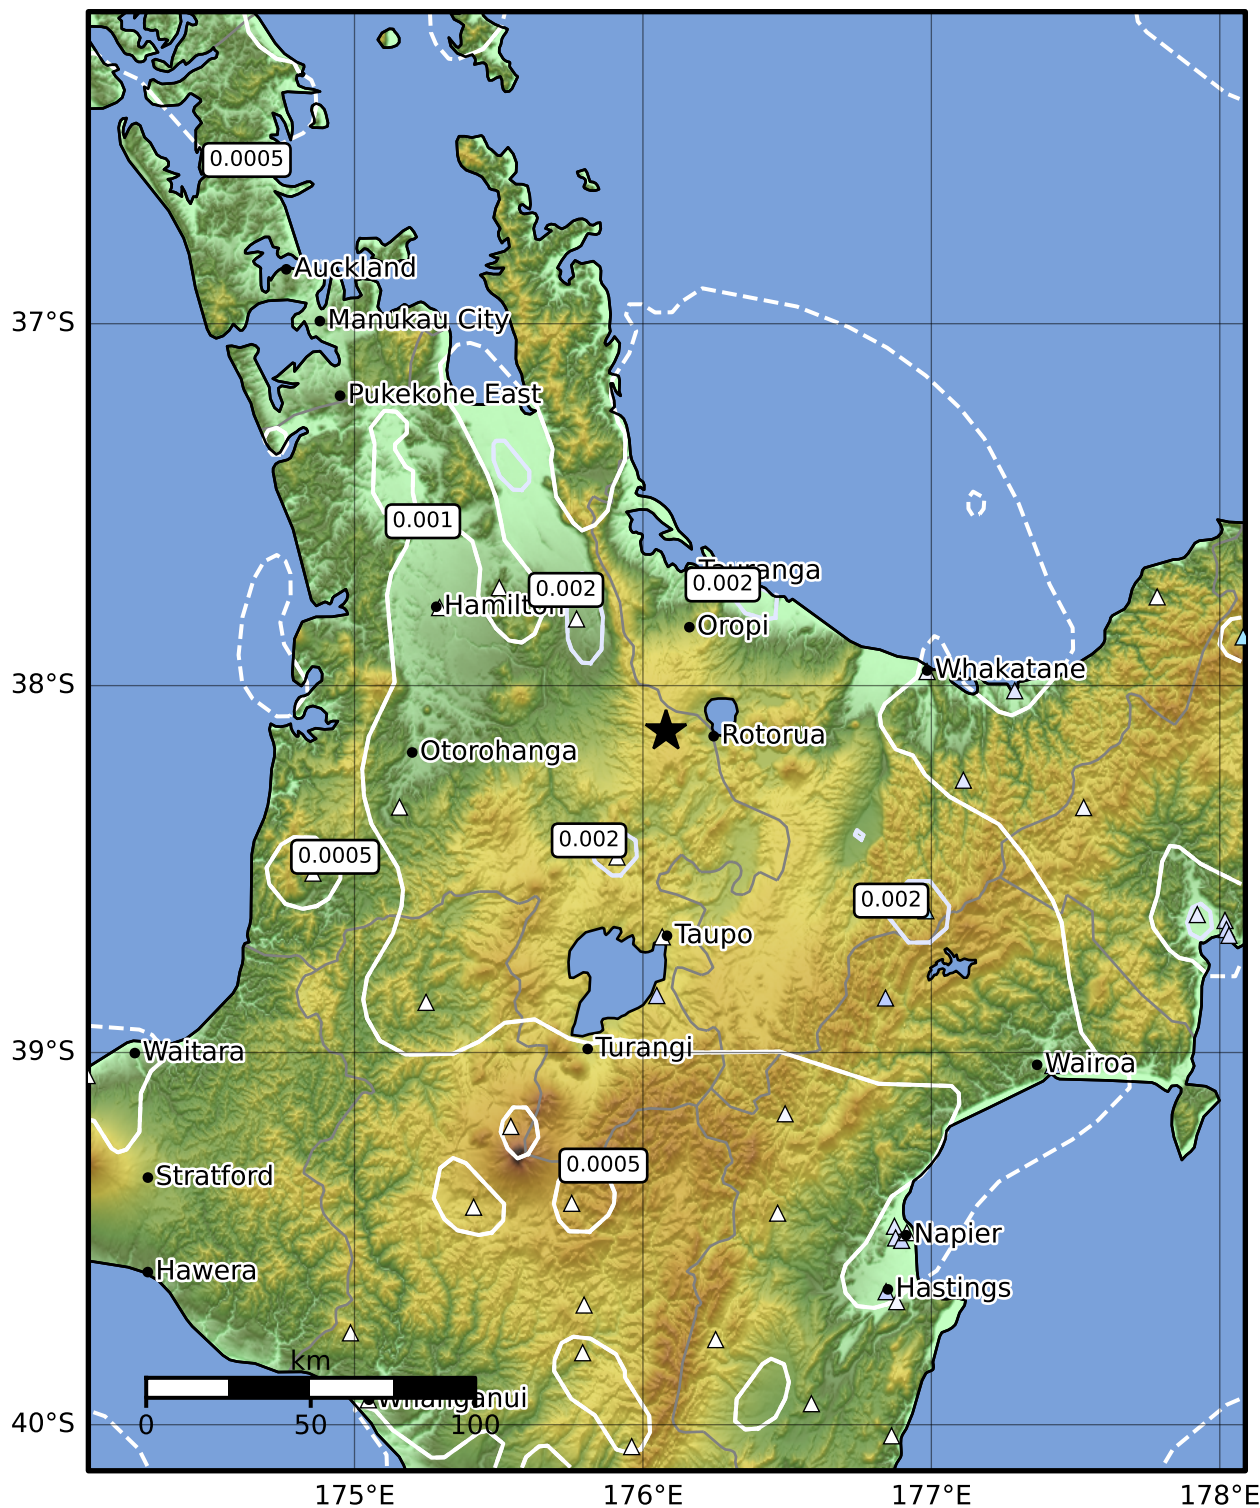 0.0005
Auckland
Manukau City
37°S
Pukekohe East
0.001
Tauranga
0.002
0.002
Hamilton
Oropi
Whakatane
38°S
Rotorua
Otorohanga
0.002
0.0005
0.002
Taupo
Turangi
Waitara
39°S
Wairoa
0.0005
Stratford
Napier
Hawera
Hastings
km
Whanganui
0 50 100
40°S
175°E 176°E 177°E 178°E